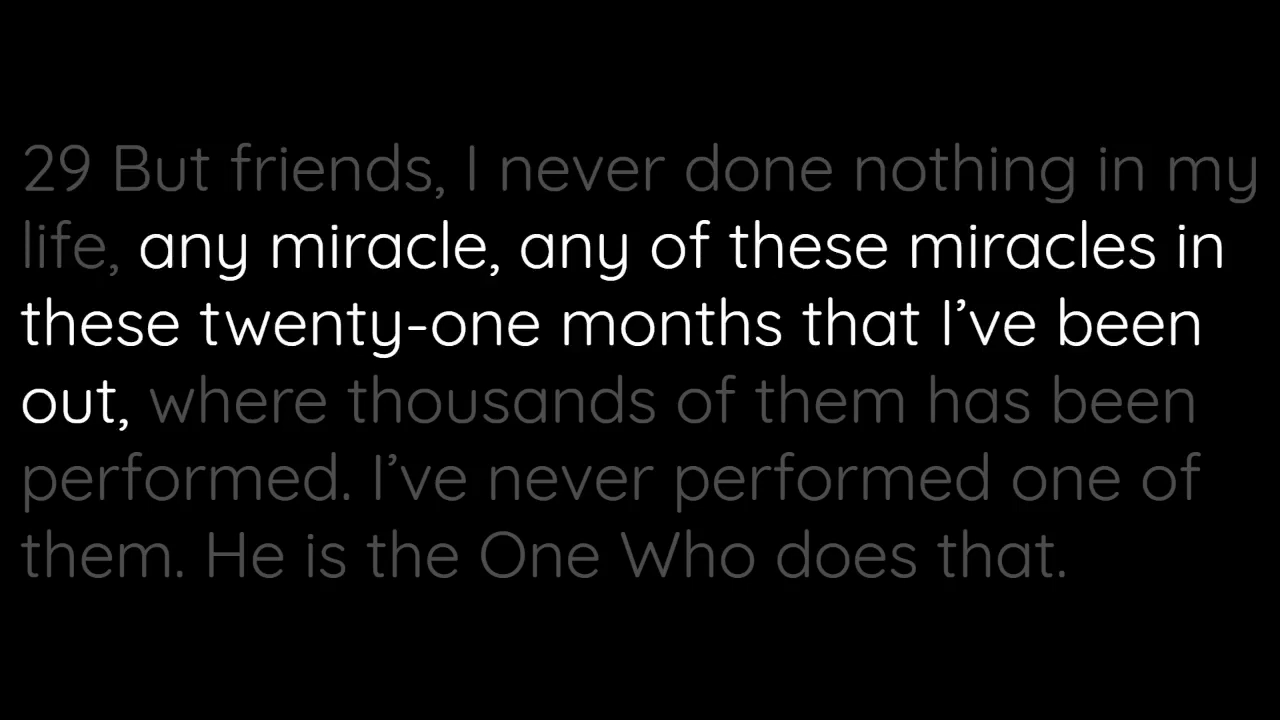 29 But friends, I never done nothing in my
life, any miracle, any of these miracles in
these twenty-one months that I’ve been
out, where thousands of them has been
performed. I’ve never performed one of
them. He is the One Who does that.